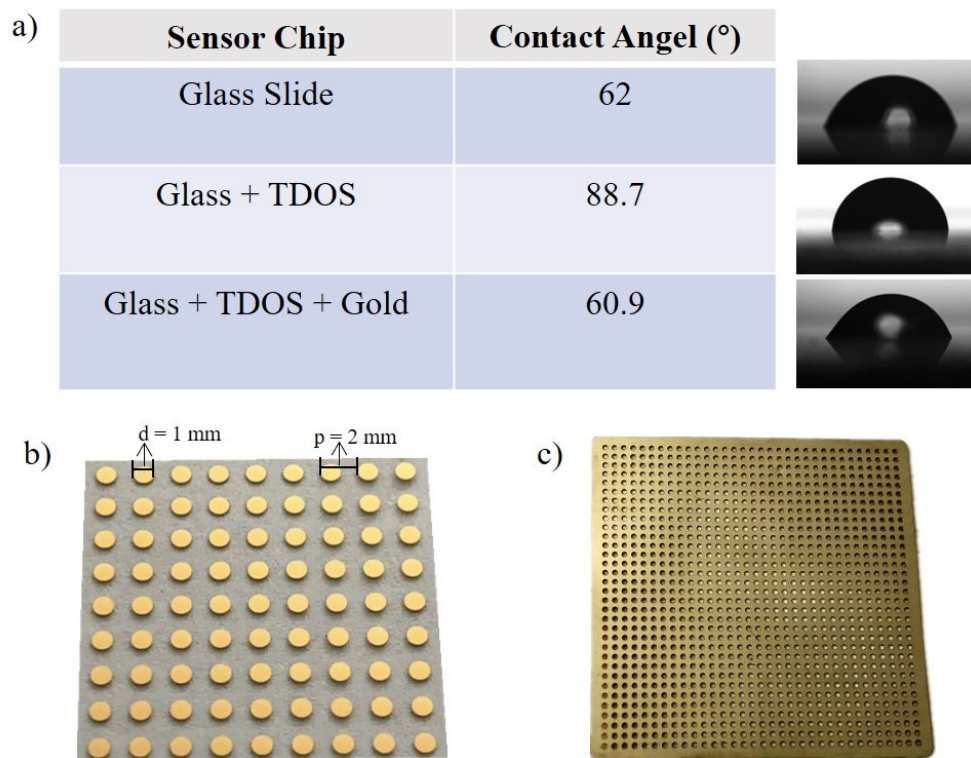 a)
Sensor Chip
Contact Angel (°)
Glass Slide
62
Glass + TDOS
88.7
Glass + TDOS + Gold
60.9
b)
d = 1 mm
p = 2 mm
c)